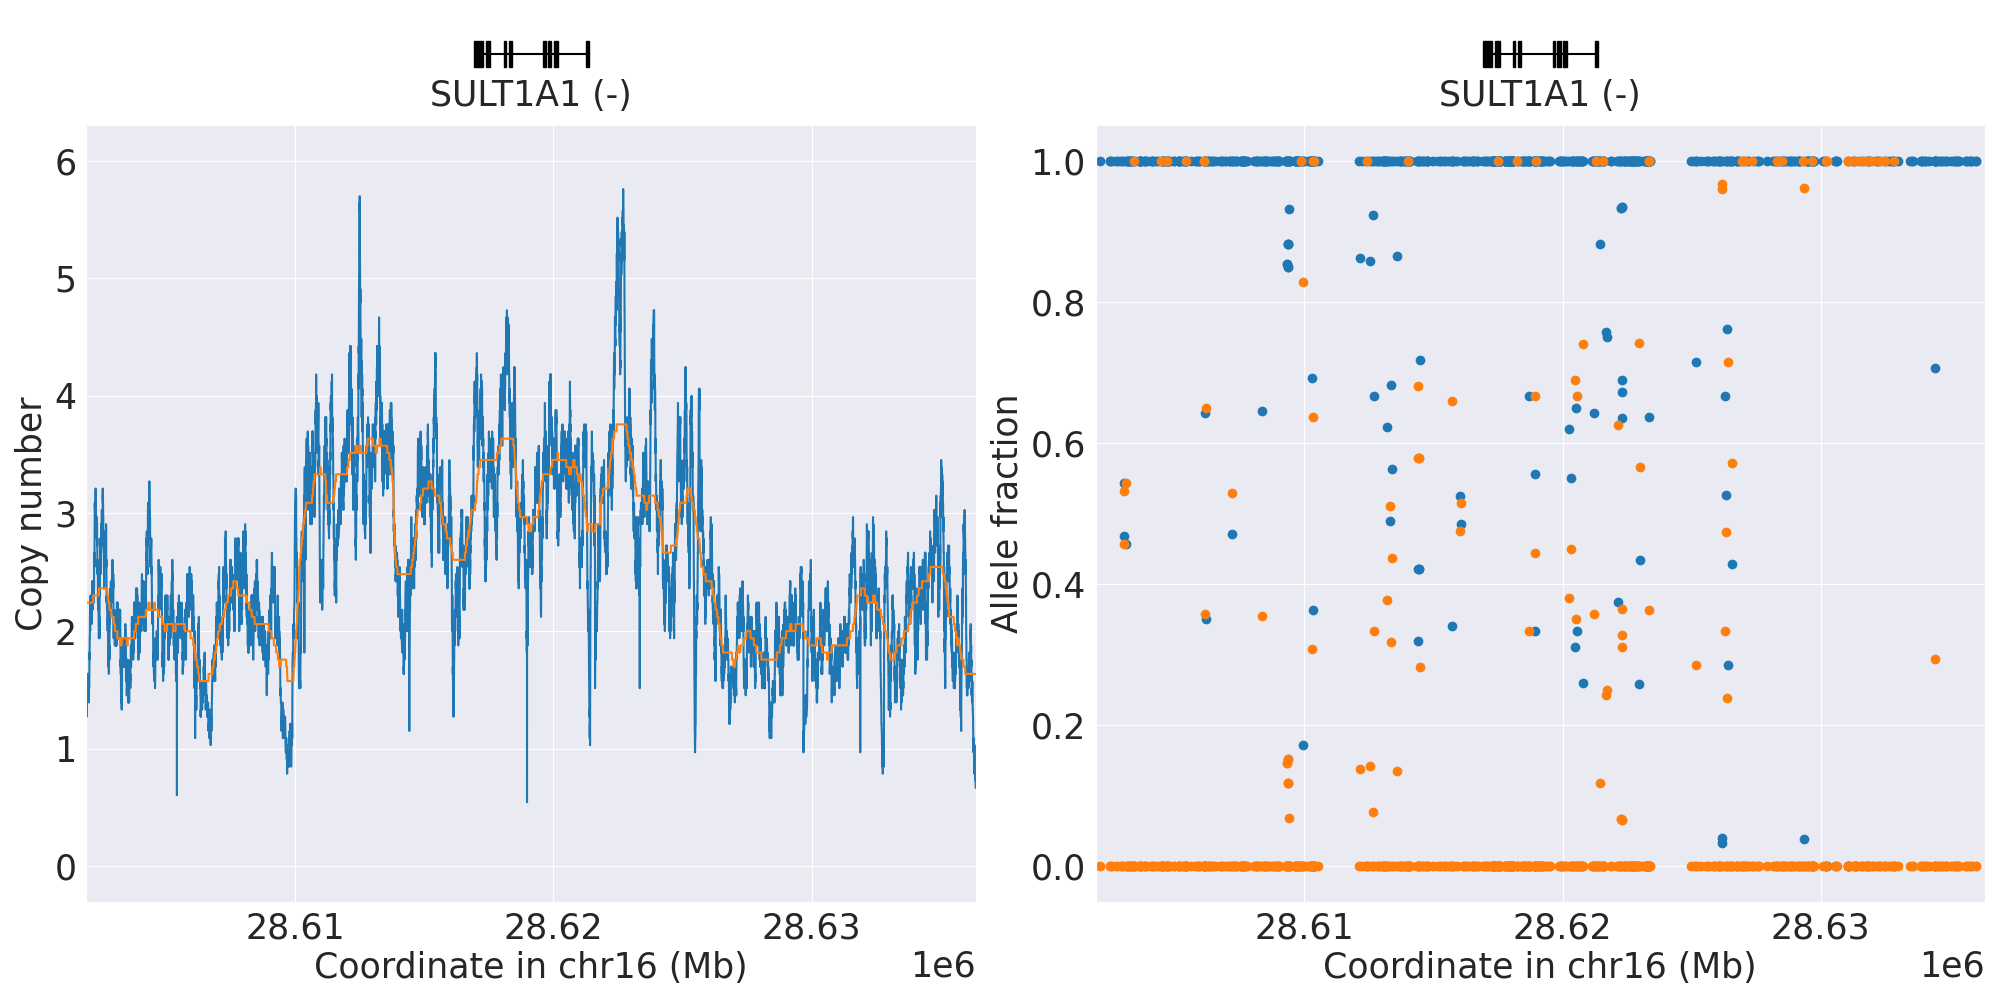 SULT1A1 (-)
SULT1A1 (-)
Copy number
6
5
4
3
2
1
0
28.61
28.62
28.63
Coordinate in chr16 (Mb)
1e6
Allele fraction
1.0
0.8
0.6
0.4
0.2
0.0
28.61
28.62
28.63
Coordinate in chr16 (Mb)
1e6